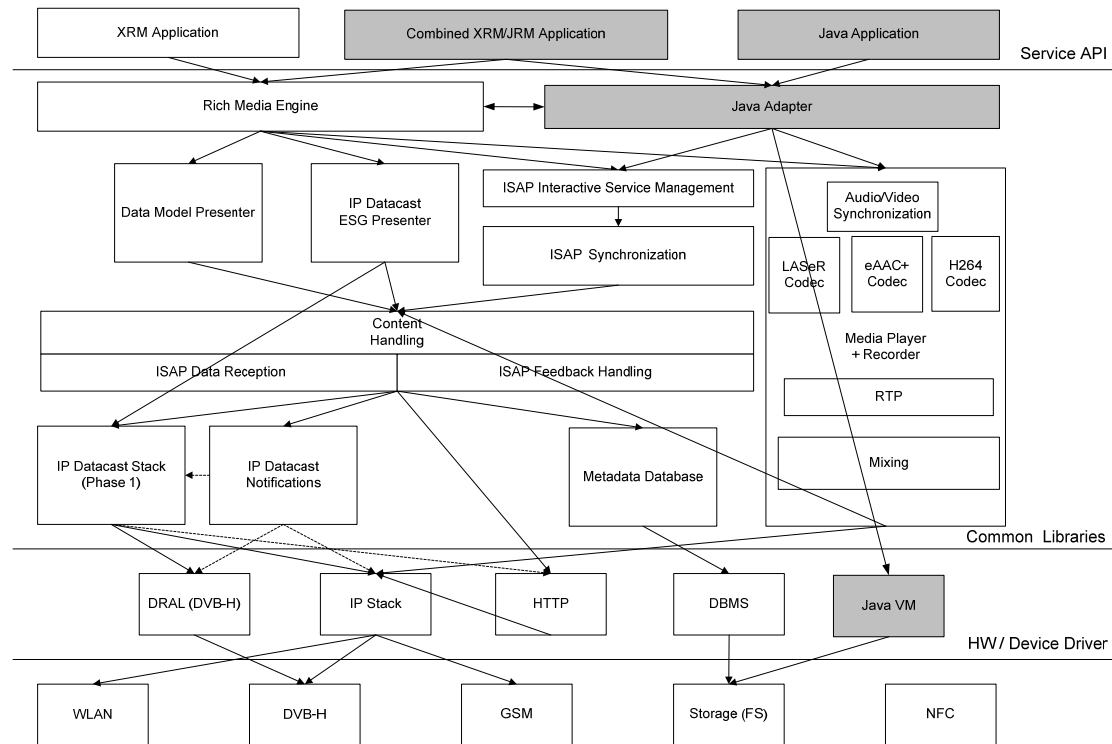 XRM Application
Combined XRM/JRM Application
Java Application
Service API
Rich Media Engine
Java Adapter
Data Model Presenter
IP Datacast
ESG Presenter
ISAP Interactive Service Management
ISAP Synchronization
Audio/Video
Synchronization
LASeR
Codec
eAAC+
Codec
H264
Codec
Media Player
+ Recorder
RTP
Mixing
Content
Handling
ISAP Data Reception
ISAP Feedback Handling
IP Datacast Stack
(Phase 1)
IP Datacast
Notifications
Metadata Database
Common Libraries
DRAL (DVB-H)
IP Stack
HTTP
DBMS
Java VM
HW / Device Driver
WLAN
DVB-H
GSM
Storage (FS)
NFC